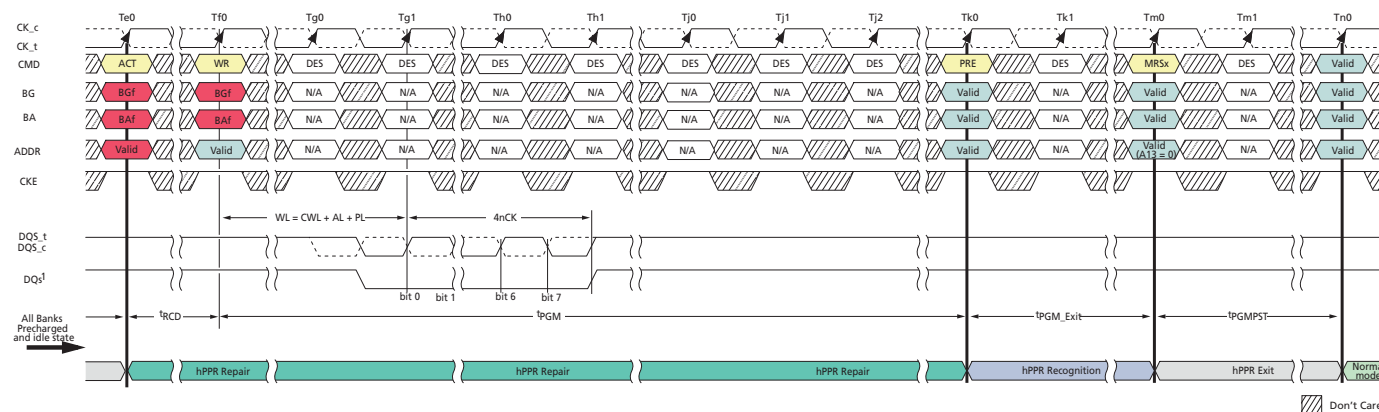 Te0 Tf0 Tg0 Tg1 Th0 Th1 Tj0 Tj1 Tj2 Tk0 Tk1 Tm0 Tm1 Tn0
CK_c
CK_t
CMD ACT WR DES DES DES DES DES DES DES PRE DES MRSx DES Valid
BG BGf BGf N/A N/A N/A N/A N/A N/A N/A Valid N/A Valid N/A Valid
BA BAf BAf N/A N/A N/A N/A N/A N/A N/A Valid N/A Valid N/A Valid
ADDR Valid Valid N/A N/A N/A N/A N/A N/A N/A Valid N/A Valid (A13 = 0) N/A Valid
CKE
WL = CWL + AL + PL 4nCK
DQS_t
DQS_c
DQs1
bit 0 bit 1 bit 6 bit 7
All Banks
Precharged
and idle state
tRCD tPGM tPGM_Exit tPGMPST
hPPR Repair hPPR Repair hPPR Repair hPPR Recognition hPPR Exit Norma
mode
Don't Care